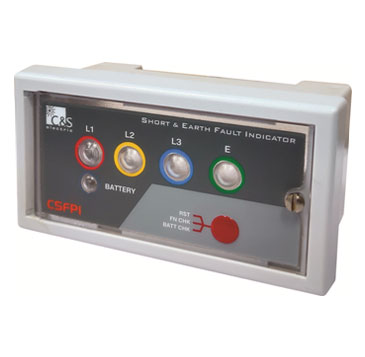 C&S
electric
SHORT & EARTH FAULT INDICATOR
L1 L2 L3 E
BATTERY
CSFPI
RST
FN CHK
BATT CHK